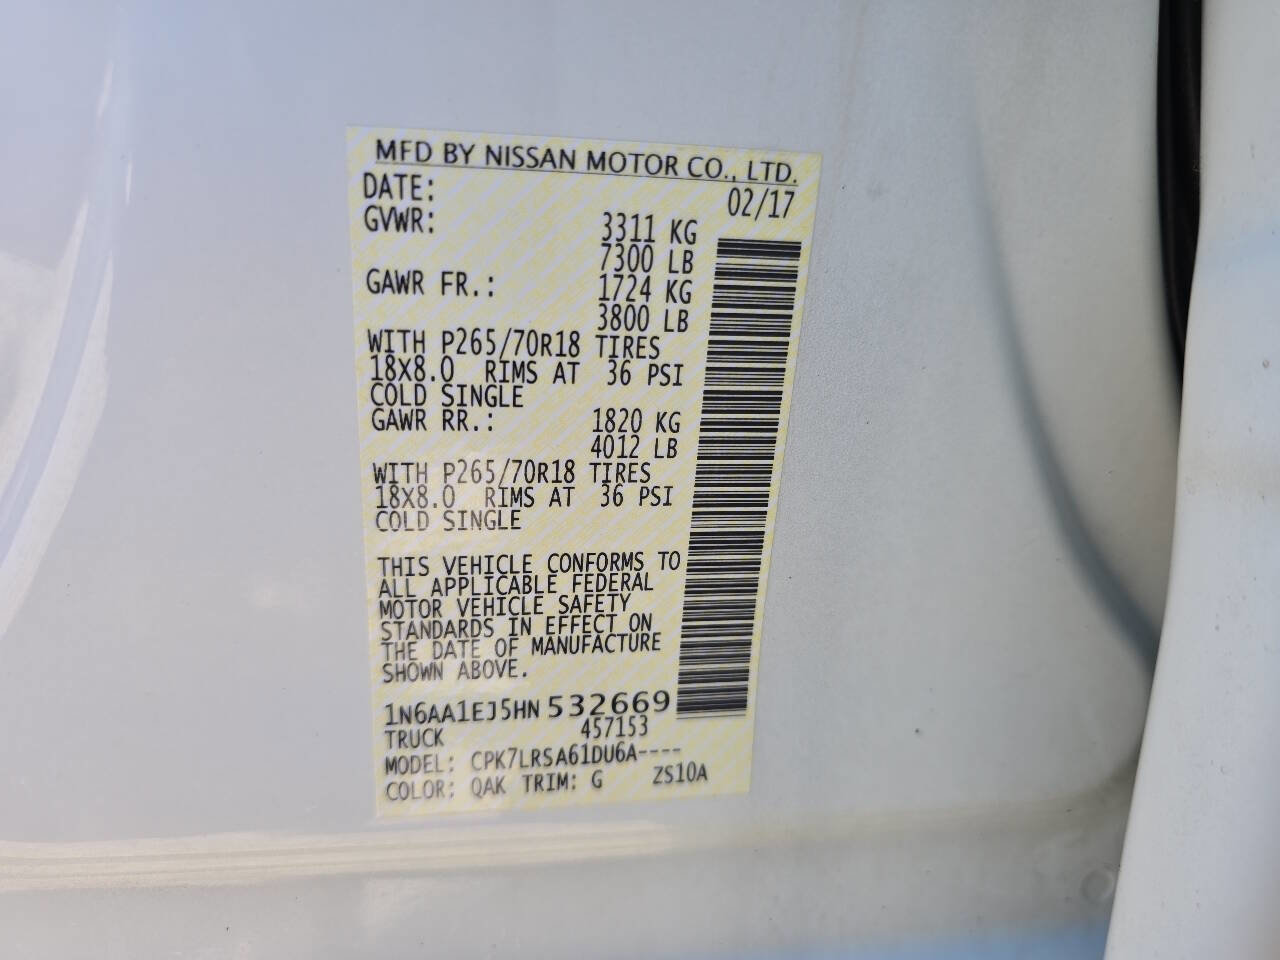 MFD BY NISSAN MOTOR CO., LTD.
DATE: 02/17
GVWR: 3311 KG
7300 LB
GAWR FR.: 1724 KG
3800 LB
WITH P265/70R18 TIRES
18X8.0 RIMS AT 36 PSI
COLD SINGLE
GAWR RR.: 1820 KG
4012 LB
WITH P265/70R18 TIRES
18X8.0 RIMS AT 36 PSI
COLD SINGLE
THIS VEHICLE CONFORMS TO
ALL APPLICABLE FEDERAL
MOTOR VEHICLE SAFETY
STANDARDS IN EFFECT ON
THE DATE OF MANUFACTURE
SHOWN ABOVE.
1N6AA1EJ5HN532669
TRUCK 457153
MODEL: CPK7LRSA61DU6A----
COLOR: QAK TRIM: G ZS10A